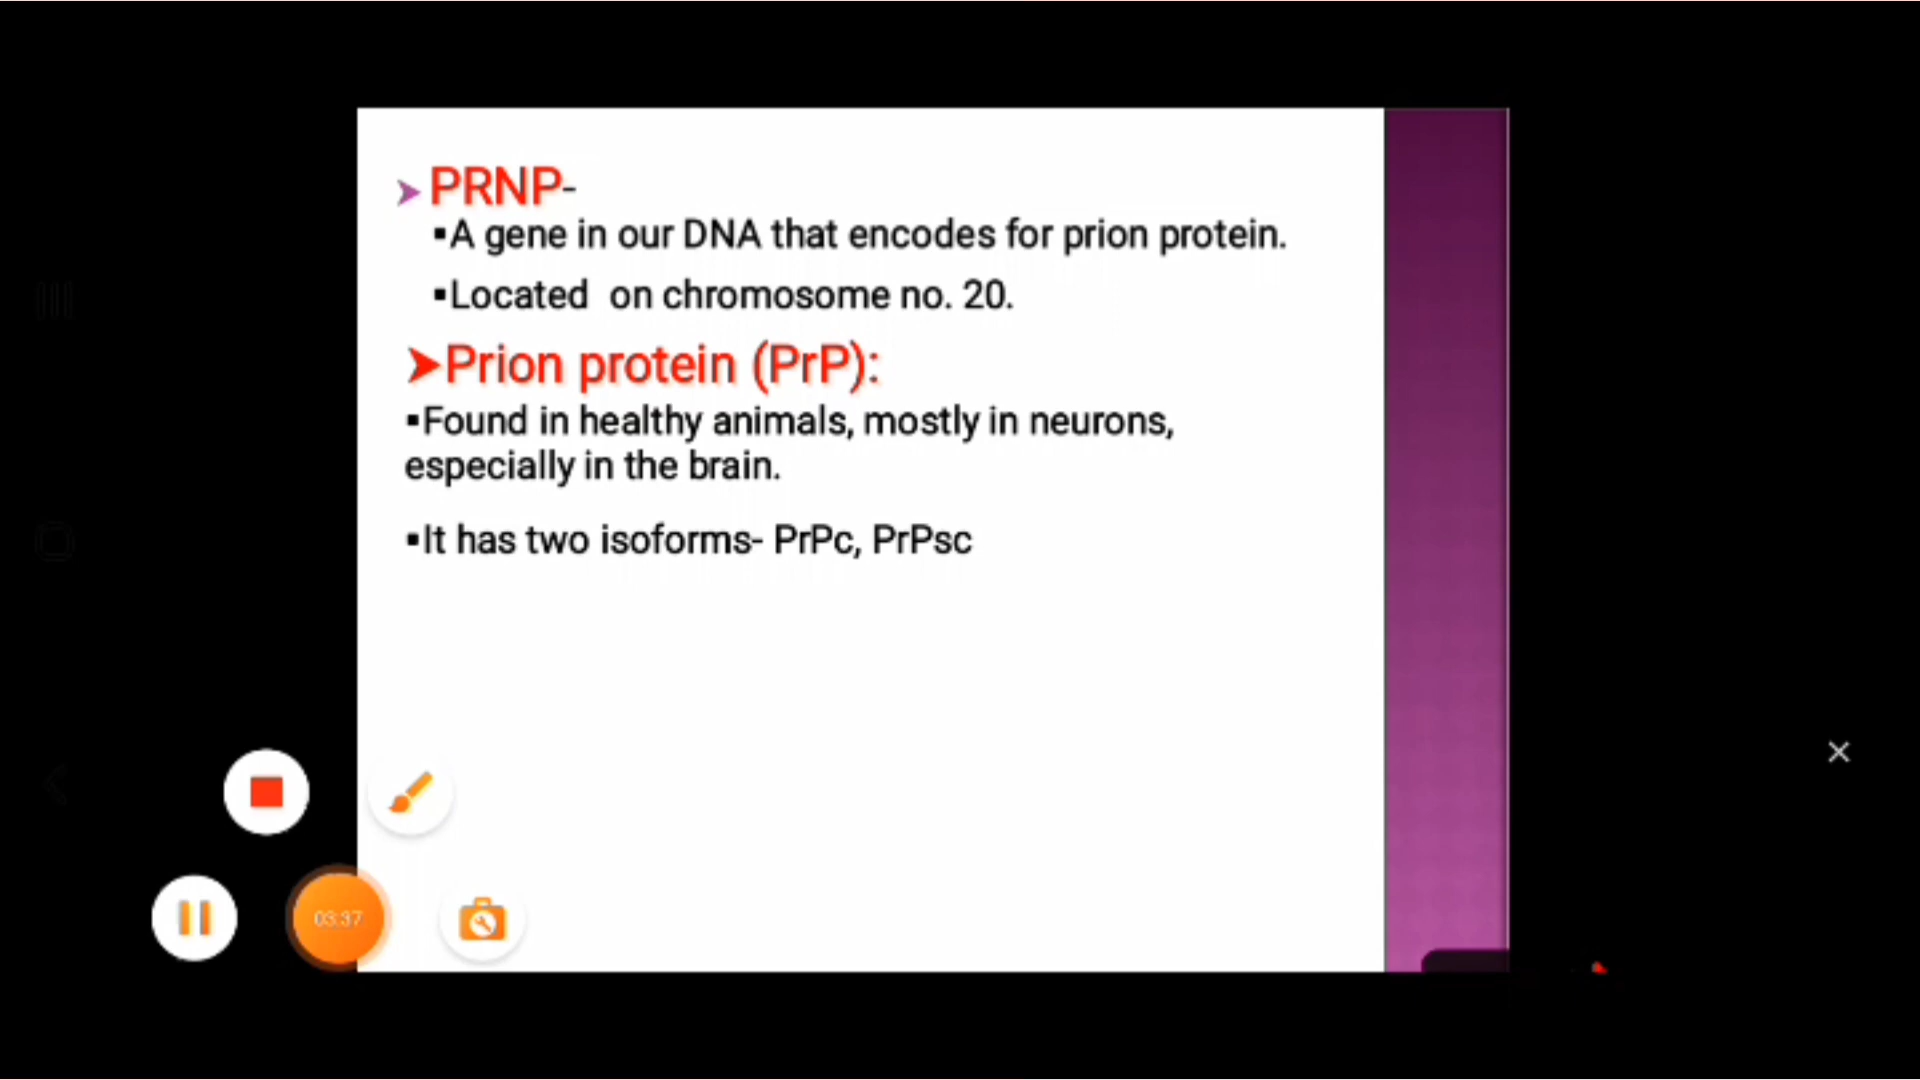 ➤PRNP-
▪A gene in our DNA that encodes for prion protein.
▪Located on chromosome no. 20.
➤Prion protein (PrP):
▪Found in healthy animals, mostly in neurons,
especially in the brain.
▪It has two isoforms- PrPc, PrPsc
03:37